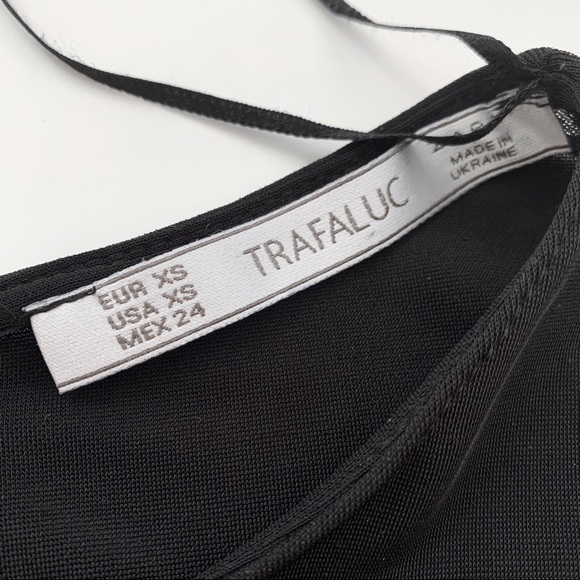 EUR XS
USA XS
MEX 24
TRAFALUC
MADE IN
UKRAINE